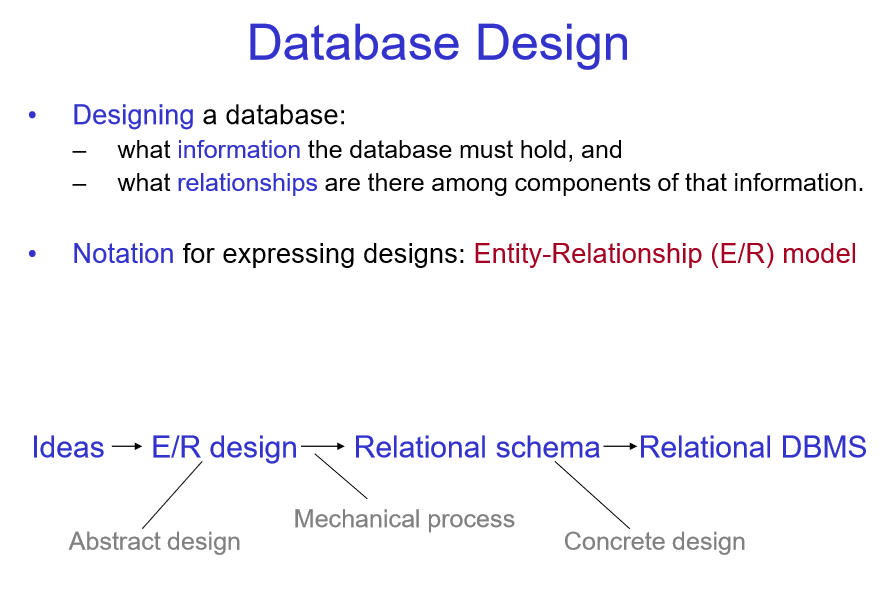 Database Design
• Designing a database:
– what information the database must hold, and
– what relationships are there among components of that information.
• Notation for expressing designs: Entity-Relationship (E/R) model
Ideas → E/R design → Relational schema → Relational DBMS
Mechanical process
Abstract design
Concrete design